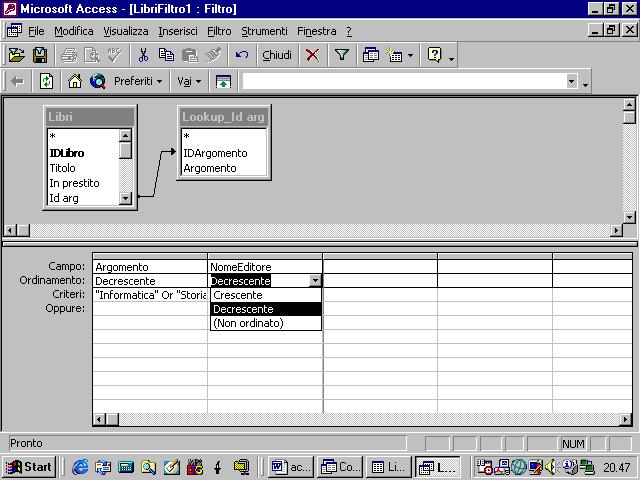 Microsoft Access - [LibriFiltro1 : Filtro]
File Modifica Visualizza Inserisci Filtro Strumenti Finestra ?
Chiudi
Preferiti Vai
Libri
*
IDLibro
Titolo
In prestito
Id arg
Lookup_Id arg
*
IDArgomento
Argomento
Campo: Argomento NomeEditore
Ordinamento: Decrescente Decrescente
Criteri: "Informatica" Or "Storia
Oppure:
Crescente
Decrescente
(Non ordinato)
Pronto NUM
Start ac... Co... Li... L... 20.47